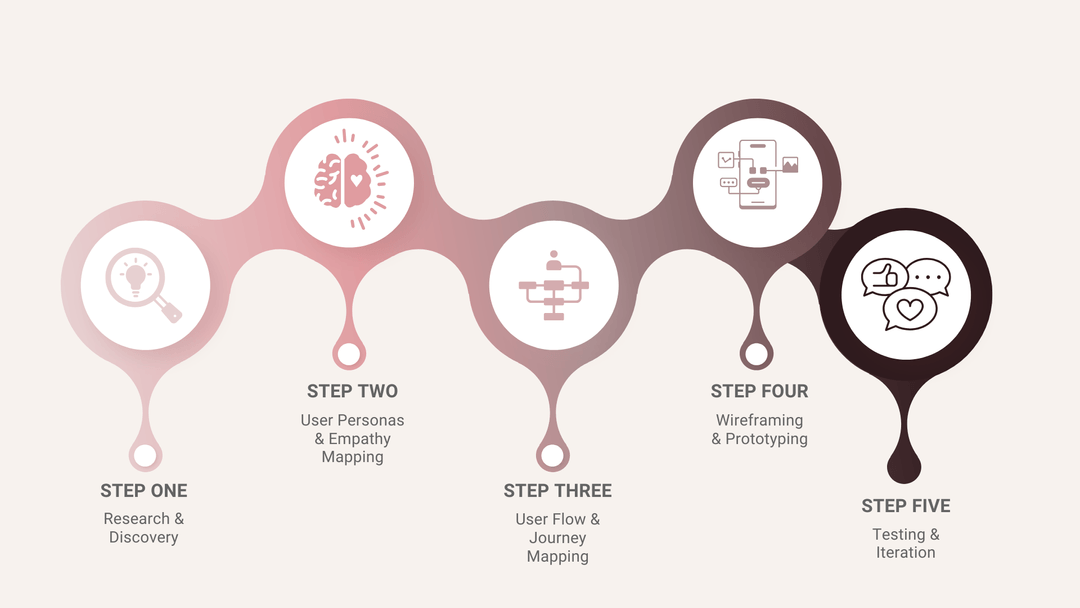 STEP ONE
Research &
Discovery
STEP TWO
User Personas
& Empathy
Mapping
STEP THREE
User Flow &
Journey
Mapping
STEP FOUR
Wireframing
& Prototyping
STEP FIVE
Testing &
Iteration